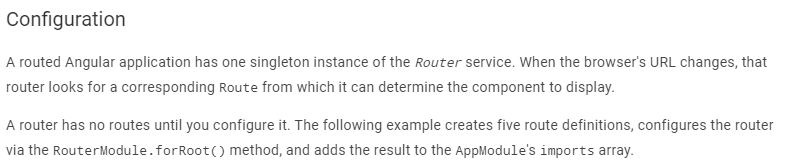 Configuration
A routed Angular application has one singleton instance of the Router service. When the browser's URL changes, that
router looks for a corresponding Route from which it can determine the component to display.
A router has no routes until you configure it. The following example creates five route definitions, configures the router
via the RouterModule.forRoot() method, and adds the result to the AppModule's imports array.